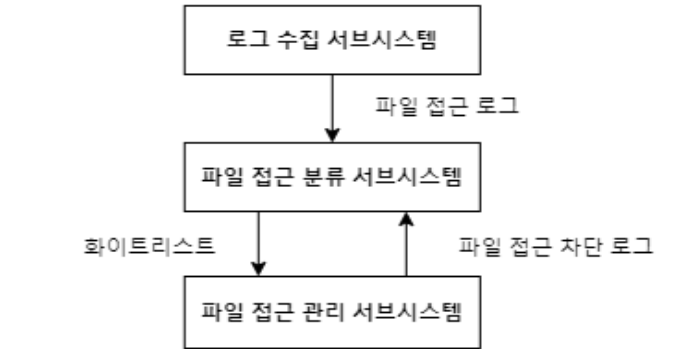 로그 수집 서브시스템
파일 접근 로그
파일 접근 분류 서브시스템
화이트리스트
파일 접근 차단 로그
파일 접근 관리 서브시스템